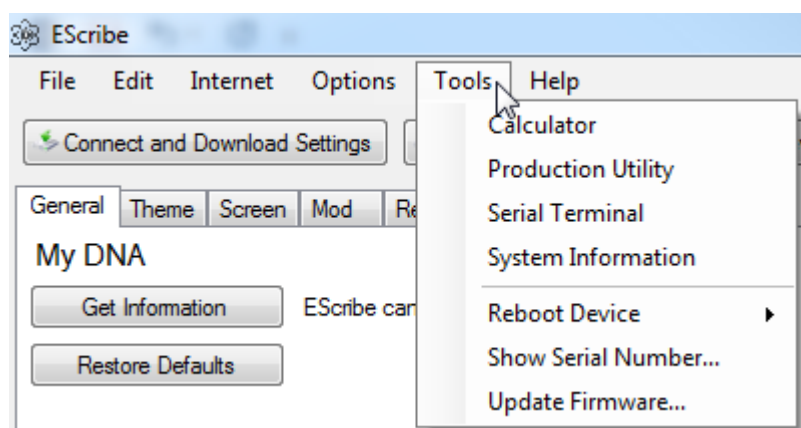 EScribe
File Edit Internet Options Tools Help
Connect and Download Settings
Calculator
Production Utility
Serial Terminal
System Information
Reboot Device
Show Serial Number...
Update Firmware...
General Theme Screen Mod
My DNA
Get Information EScribe
Restore Defaults